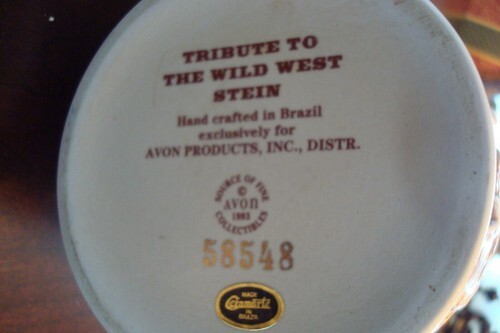 TRIBUTE TO
THE WILD WEST
STEIN
Hand crafted in Brazil
exclusively for
AVON PRODUCTS, INC., DISTR.
SOURCE OF FINE
©
AVON
1993
COLLECTIBLES
58548
MADE
Ceramarte
IN
BRAZIL